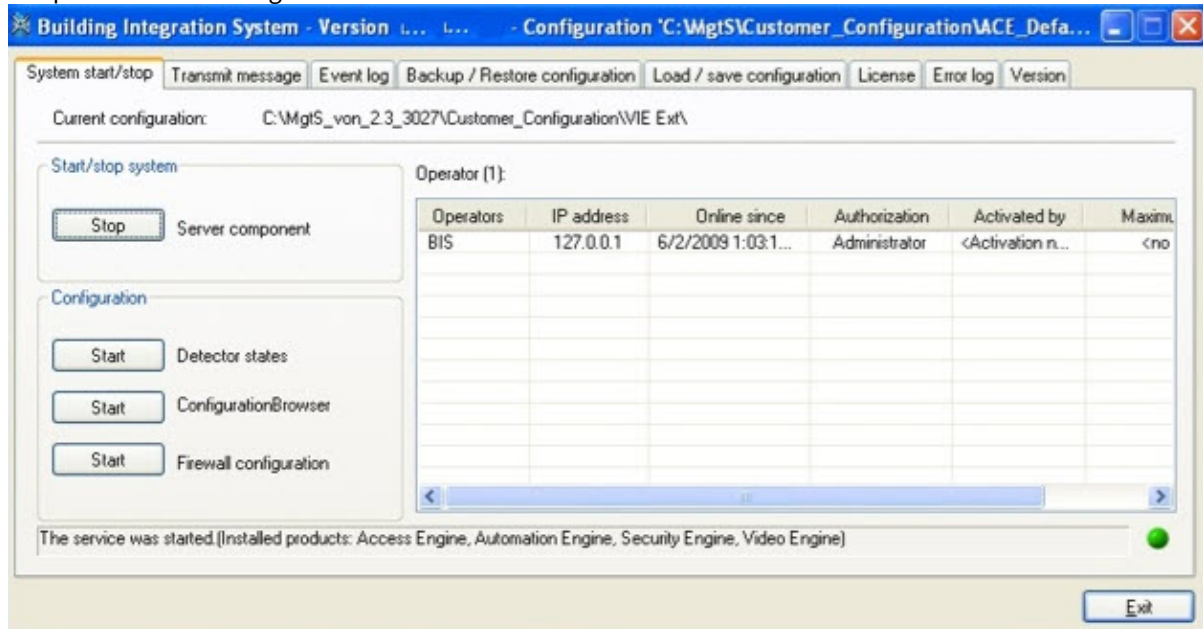 Building Integration System - Version - Configuration 'C:\MgtS\Customer_Configuration\ACE_Defa...
System start/stop Transmit message Event log Backup / Restore configuration Load / save configuration License Error log Version
Current configuration: C:\MgtS_von_2.3_3027\Customer_Configuration\VIE Ext\
Start/stop system
Stop Server component
Configuration
Start Detector states
Start ConfigurationBrowser
Start Firewall configuration
Operator (1):
Operators IP address Online since Authorization Activated by Maximu
BIS 127.0.0.1 6/2/2009 1:03:1... Administrator <Activation n... <no
The service was started.(Installed products: Access Engine, Automation Engine, Security Engine, Video Engine)
Exit